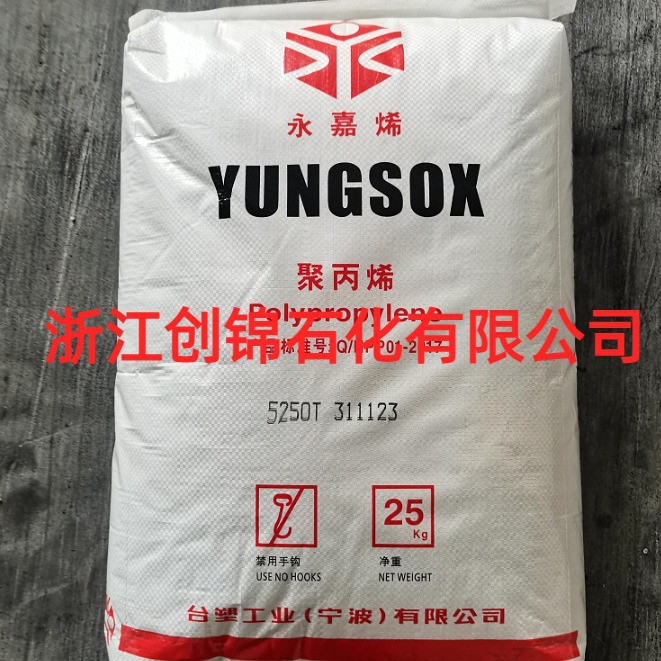 永嘉烯
YUNGSOX
聚丙烯
Polypropylene
浙江创锦石化有限公司
5250T 311123
25
Kg
禁用手钩
USE NO HOOKS
净重
NET WEIGHT
台塑工业(宁波)有限公司